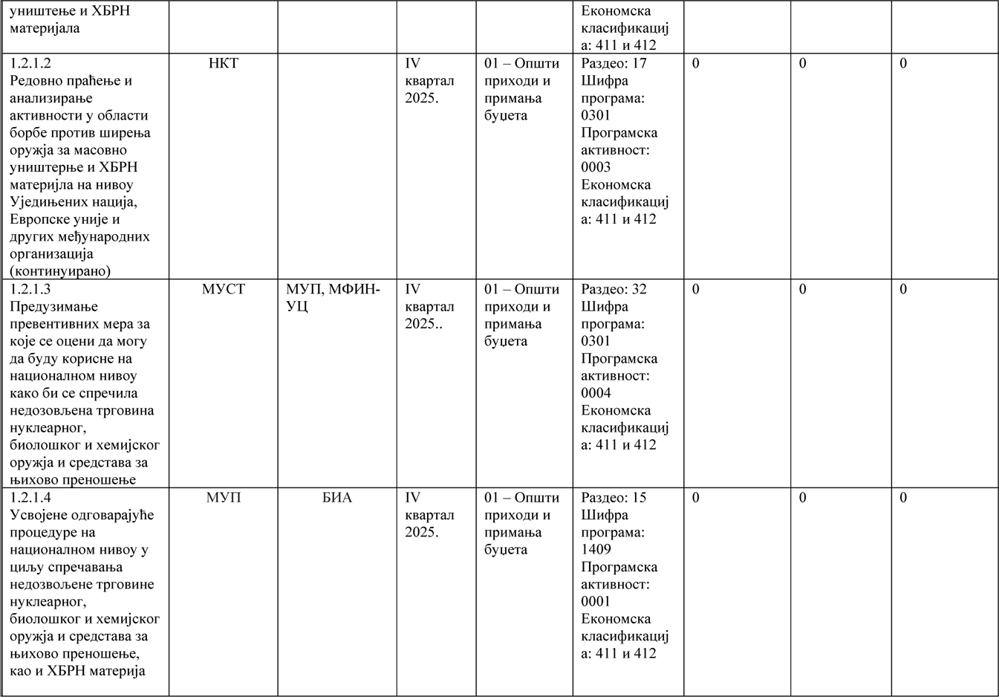 уништење и ХБРН
материјала
Економска
класификациј
а: 411 и 412
1.2.1.2
Редовно праћење и
анализирање
активности у области
борбе против ширења
оружја за масовно
уништерње и ХБРН
материјла на нивоу
Уједињених нација,
Европске уније и
других међународних
организација
(континуирано)
НКТ
IV
квартал
2025.
01 – Општи
приходи и
примања
буџета
Раздео: 17
Шифра
програма:
0301
Програмска
активност:
0003
Економска
класификациј
а: 411 и 412
0
0
0
1.2.1.3
Предузимање
превентивних мера за
које се оцени да могу
да буду корисне на
националном нивоу
како би се спречила
недозовљена трговина
нуклеарног,
биолошког и хемијског
оружја и средстава за
њихово преношење
МУСТ
МУП, МФИН-
УЦ
IV
квартал
2025..
01 – Општи
приходи и
примања
буџета
Раздео: 32
Шифра
програма:
0301
Програмска
активност:
0004
Економска
класификациј
а: 411 и 412
0
0
0
1.2.1.4
Усвојене одговарајуће
процедуре на
националном нивоу у
циљу спречавања
недозвољене трговине
нуклеарног,
биолошког и хемијског
оружја и средстава за
њихово преношење,
као и ХБРН материја
МУП
БИА
IV
квартал
2025.
01 – Општи
приходи и
примања
буџета
Раздео: 15
Шифра
програма:
1409
Програмска
активност:
0001
Економска
класификациј
а: 411 и 412
0
0
0